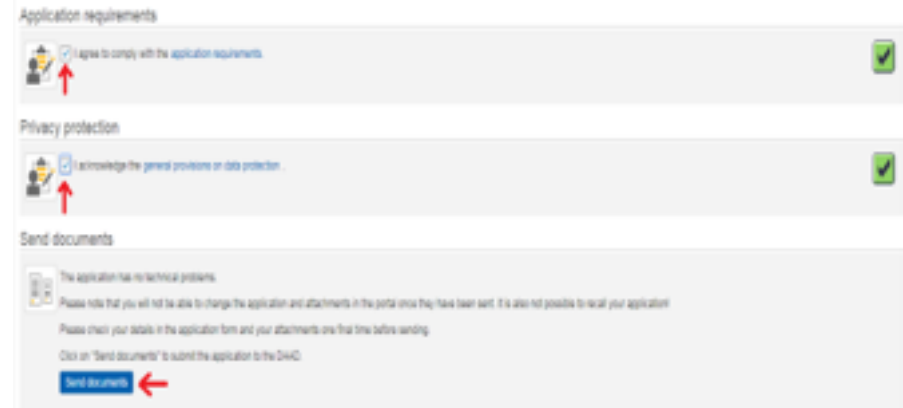 Application requirements
I agree to comply with the application requirements.
Privacy protection
I acknowledge the general provisions on data protection .
Send documents
The application has no technical problems.
Please note that you will not be able to change the application and attachments in the portal once they have been sent. It is also not possible to recall your application!
Please check your details in the application form and your attachments one final time before sending.
Click on "Send documents" to submit the application to the DAAD.
Send documents